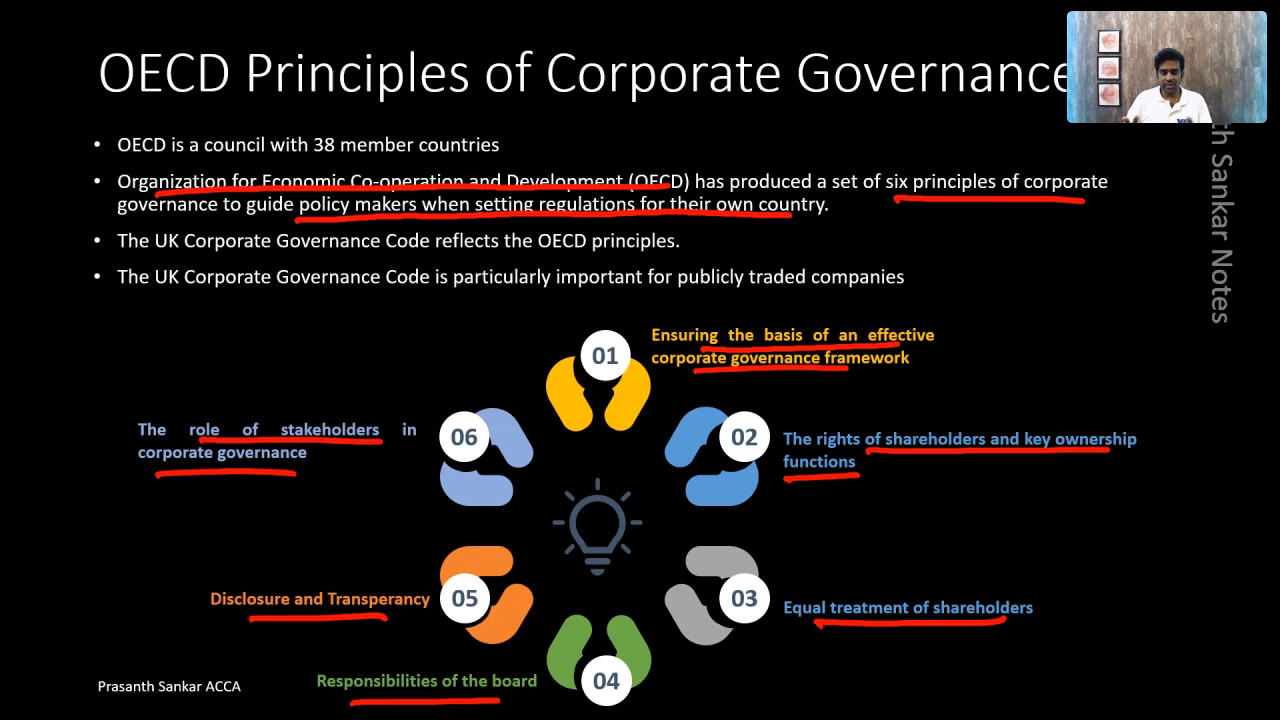 OECD Principles of Corporate Governance
• OECD is a council with 38 member countries
• Organization for Economic Co-operation and Development (OECD) has produced a set of six principles of corporate
governance to guide policy makers when setting regulations for their own country.
• The UK Corporate Governance Code reflects the OECD principles.
• The UK Corporate Governance Code is particularly important for publicly traded companies
01
Ensuring the basis of an effective
corporate governance framework
02
The rights of shareholders and key ownership
functions
03
Equal treatment of shareholders
04
Responsibilities of the board
05
Disclosure and Transperancy
06
The role of stakeholders in
corporate governance
Prasanth Sankar ACCA
Sankar Notes